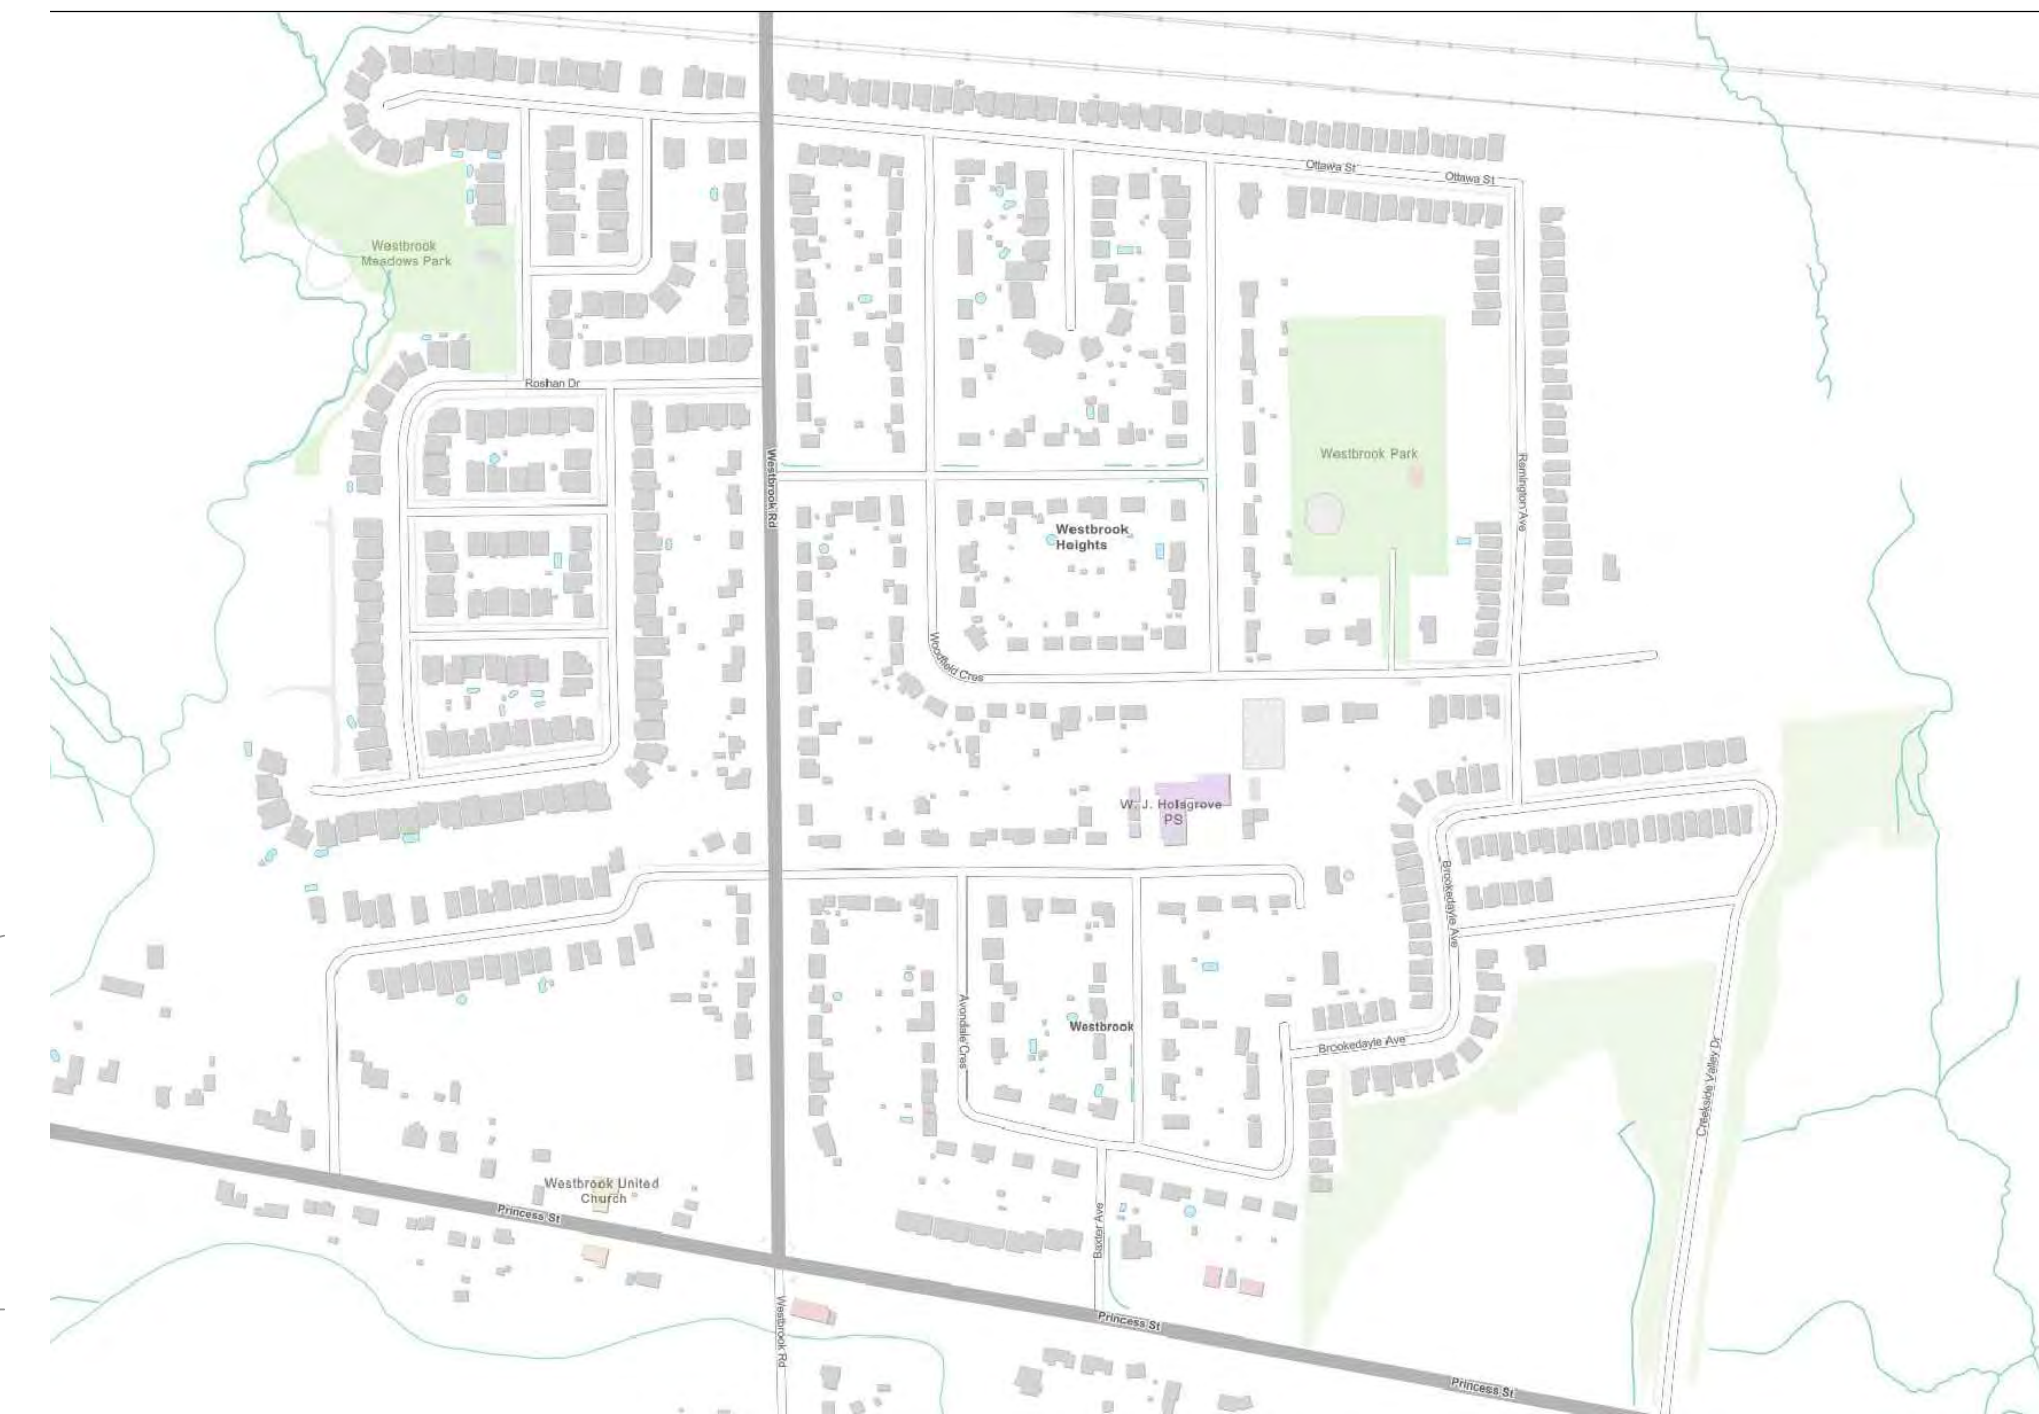 Ottawa St
Ottawa St
Westbrook
Meadows Park
Roshan Dr
Westbrook Park
Westbrook Rd
Remington Ave
Westbrook
Heights
Woodfield Cres
W. J. Holsgrove
PS
Brookedayle Ave
Avondale Cres
Westbrook
Brookedayle Ave
Creekside Valley Dr
Westbrook United
Church
Princess St
Baxter Ave
Westbrook Rd
Princess St
Princess St